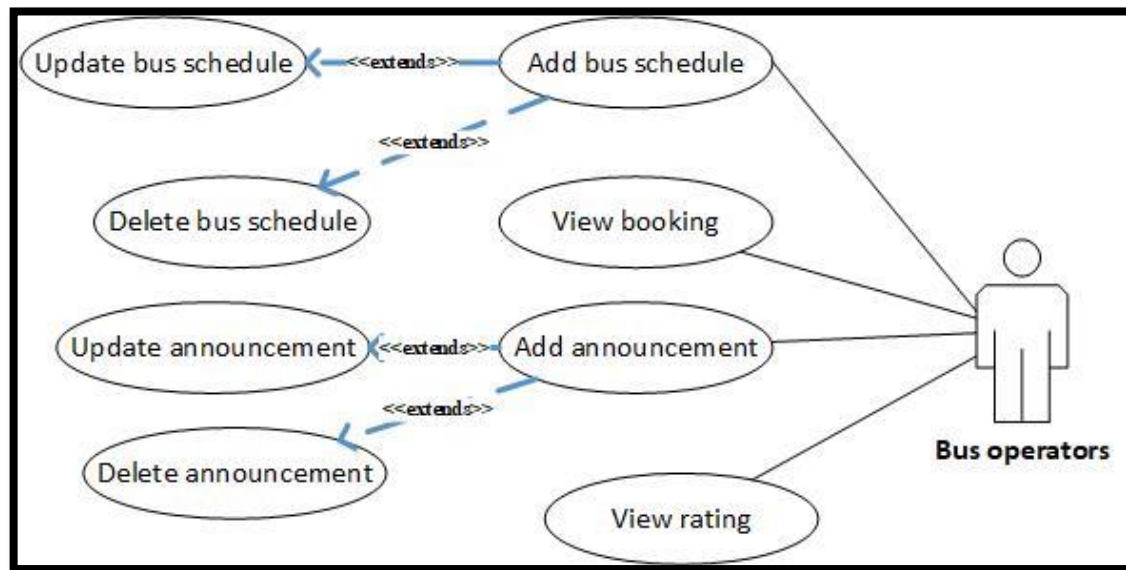 Update bus schedule
<<extends>>
Add bus schedule
<<extends>>
Delete bus schedule
View booking
Update announcement
<<extends>>
Add announcement
<<extends>>
Delete announcement
Bus operators
View rating